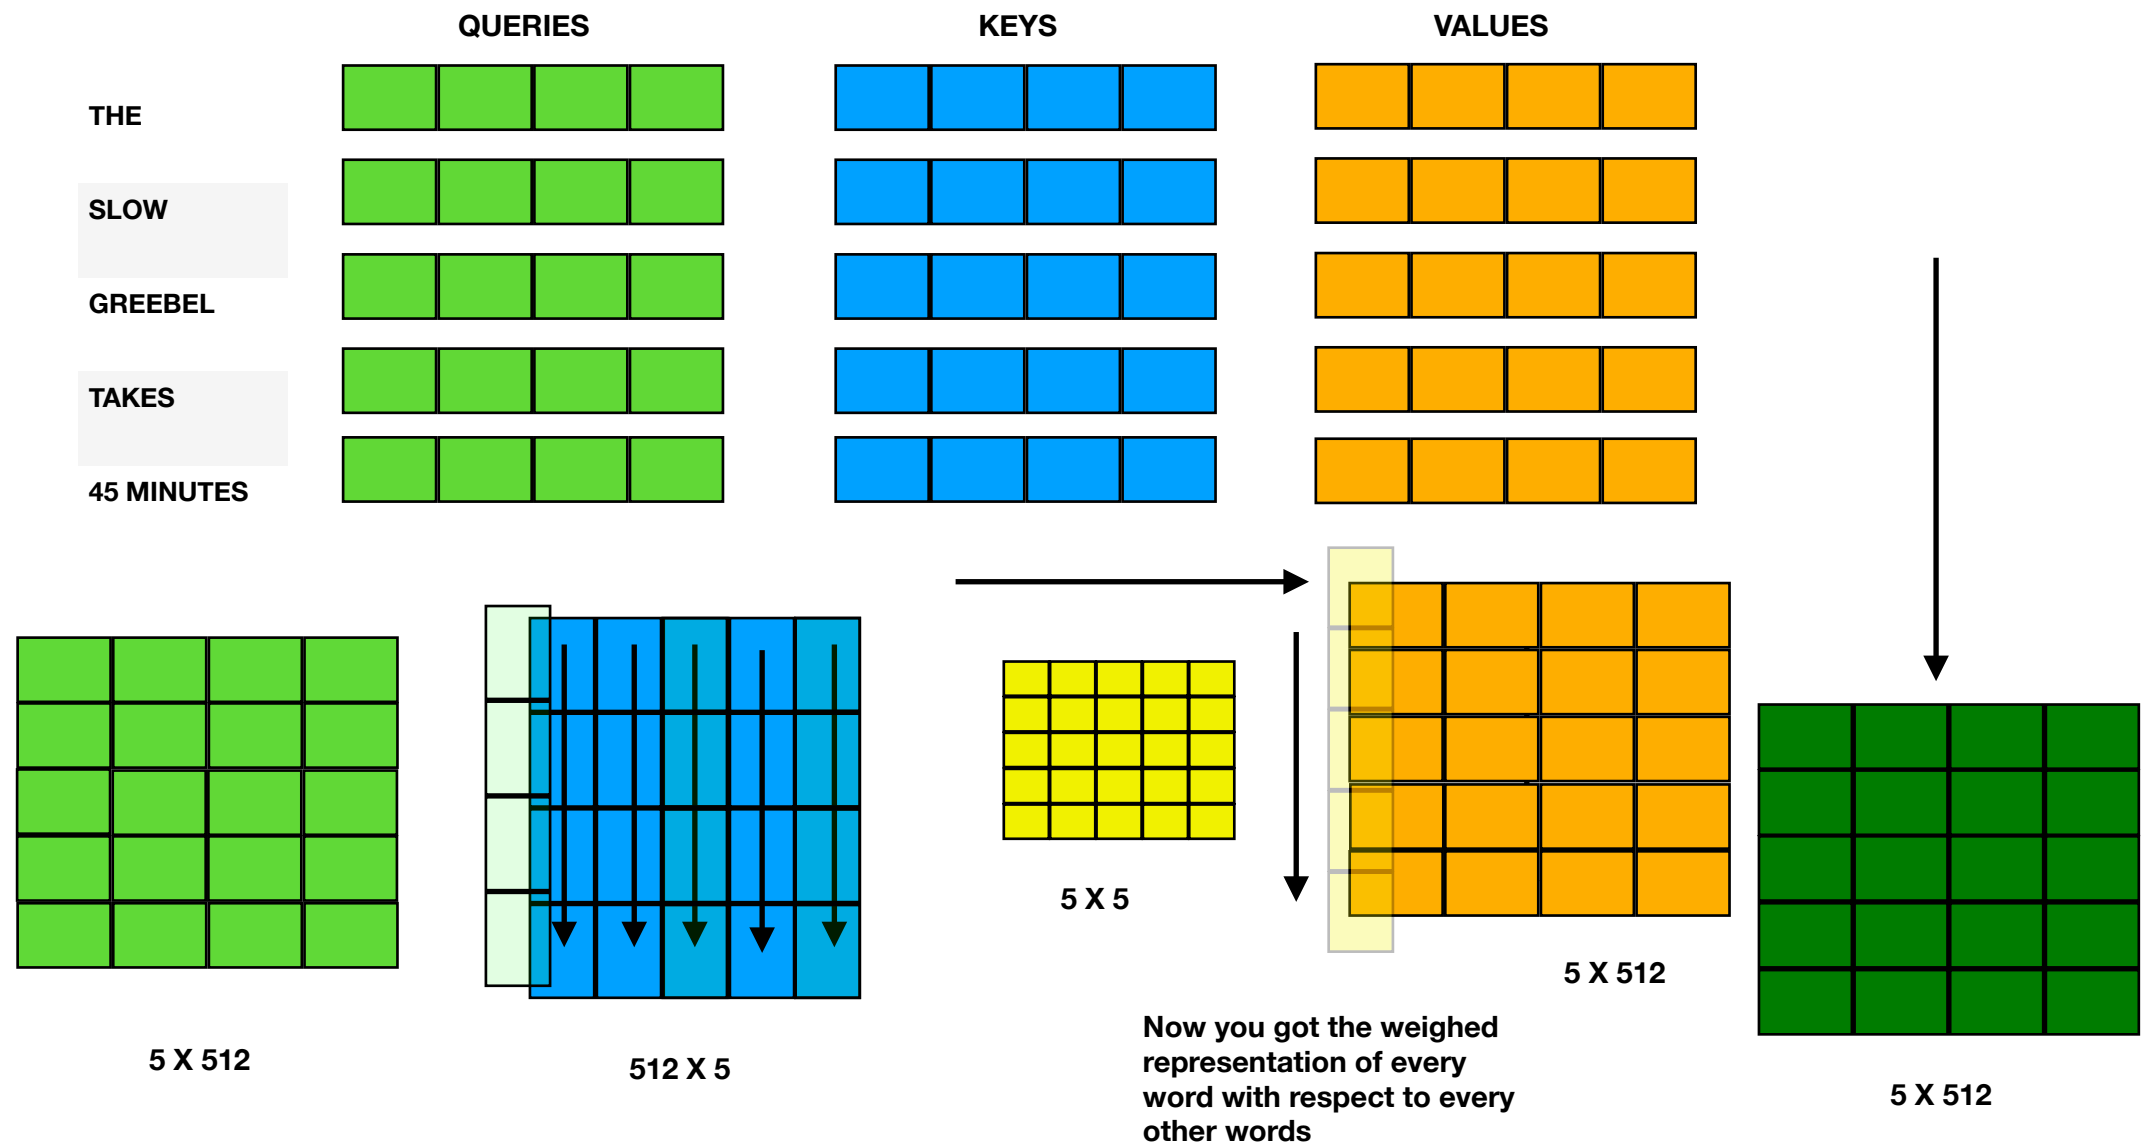 QUERIES
KEYS
VALUES
THE
SLOW
GREEBEL
TAKES
45 MINUTES
5 X 512
512 X 5
5 X 5
5 X 512
Now you got the weighed
representation of every
word with respect to every
other words
5 X 512